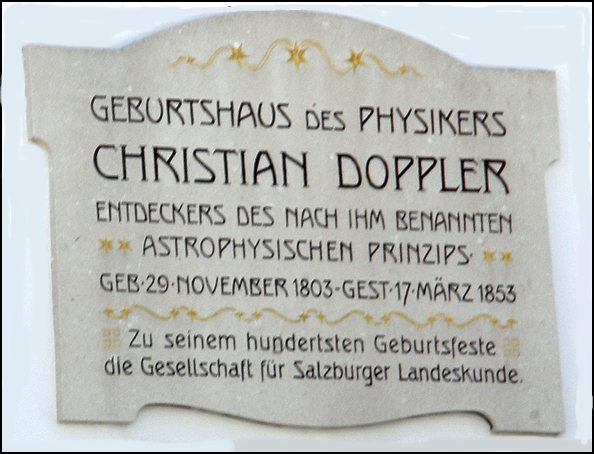 GEBURTSHAUS DES PHYSIKERS
CHRISTIAN DOPPLER
ENTDECKERS DES NACH IHM BENANNTEN
ASTROPHYSISCHEN PRINZIPS·
GEB·29·NOVEMBER 1803-GEST·17·MÄRZ 1853
Zu seinem hundertsten Geburtsfeste
die Gesellschaft für Salzburger Landeskunde.